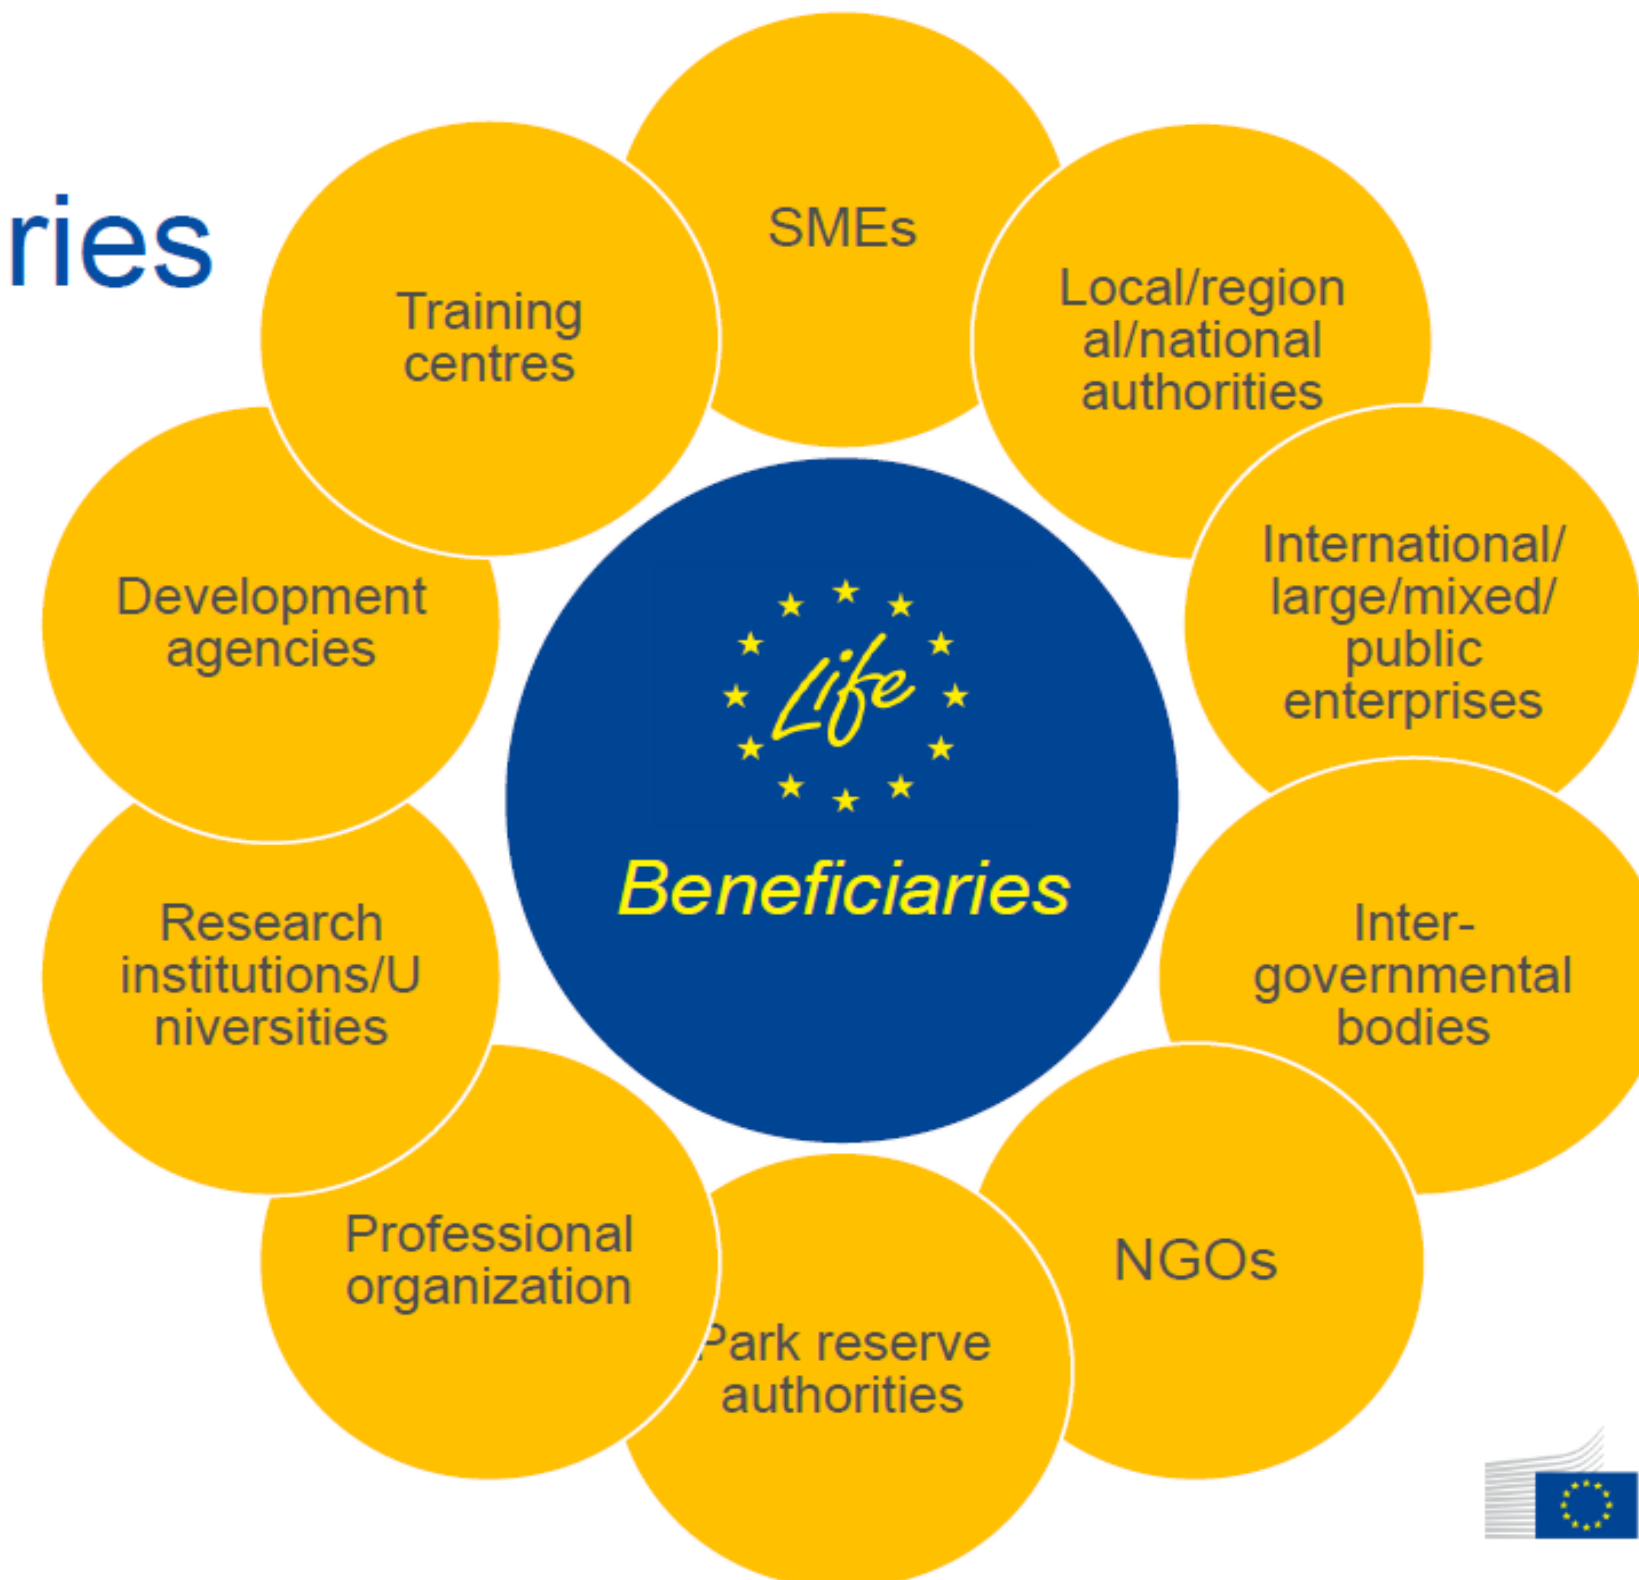 ries
SMEs
Local/region
al/national
authorities
International/
large/mixed/
public
enterprises
Inter-
governmental
bodies
NGOs
Park reserve
authorities
Professional
organization
Research
institutions/U
niversities
Development
agencies
Training
centres
Life
Beneficiaries